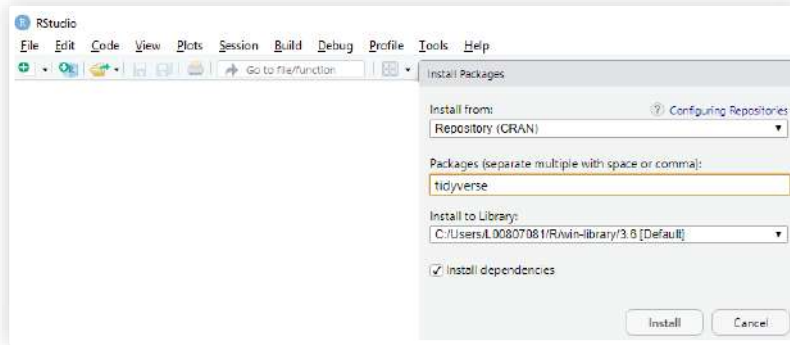 RStudio
File Edit Code View Plots Session Build Debug Profile Tools Help
Go to file/function
Install Packages
Install from:
? Configuring Repositories
Repository (CRAN)
Packages (separate multiple with space or comma):
tidyverse
Install to Library:
C:/Users/L00807081/R/win-library/3.6 [Default]
Install dependencies
Install Cancel